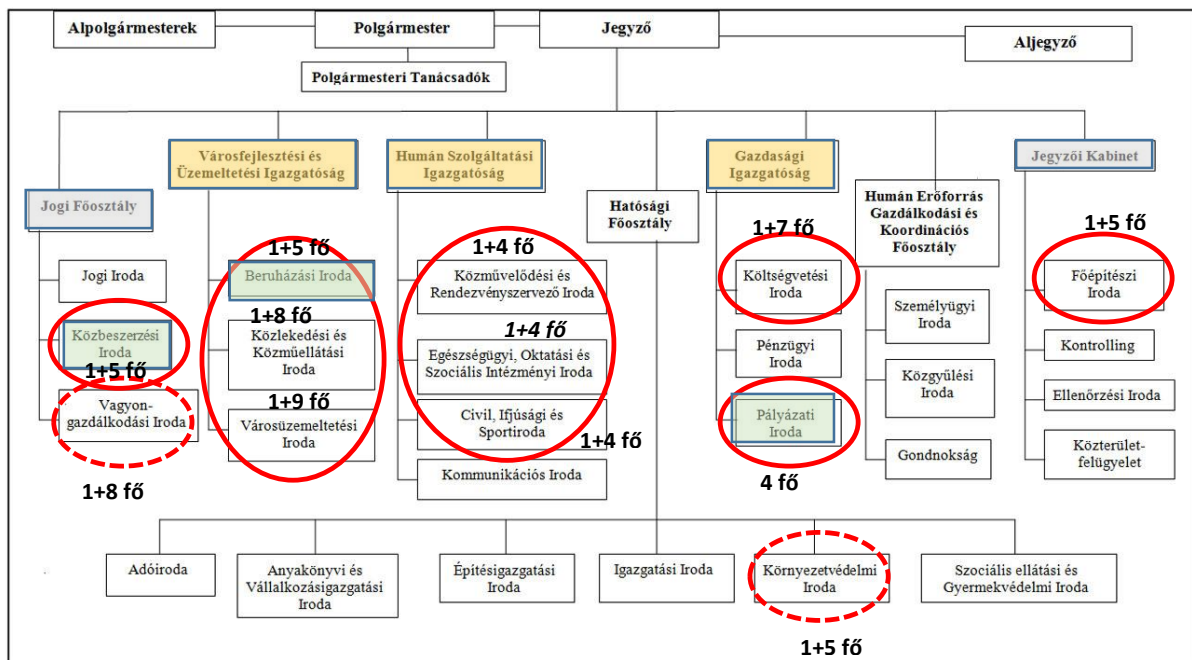 Alpolgármesterek
Polgármester
Jegyző
Aljegyző
Polgármesteri Tanácsadók
Jogi Főosztály
Városfejlesztési és
Üzemeltetési Igazgatóság
Humán Szolgáltatási
Igazgatóság
Hatósági
Főosztály
Gazdasági
Igazgatóság
Humán Erőforrás
Gazdálkodási és
Koordinációs
Főosztály
Jegyzői Kabinet
Jogi Iroda
Közbeszerzési
Iroda
1+5 fő
Vagyon-
gazdálkodási Iroda
1+8 fő
1+5 fő
Beruházási Iroda
1+8 fő
Közlekedési és
Közműellátási
Iroda
1+9 fő
Városüzemeltetési
Iroda
1+4 fő
Közművelődési és
Rendezvényszervező Iroda
1+4 fő
Egészségügyi, Oktatási és
Szociális Intézményi Iroda
Civil, Ifjúsági és
Sportiroda
1+4 fő
Kommunikációs Iroda
1+7 fő
Költségvetési
Iroda
Pénzügyi
Iroda
Pályázati
Iroda
4 fő
Személyügyi
Iroda
Közgyűlési
Iroda
Gondnokság
1+5 fő
Főépítészi
Iroda
Kontrolling
Ellenőrzési Iroda
Közterület-
felügyelet
Adóiroda
Anyakönyvi és
Vállalkozásigazgatási
Iroda
Építésigazgatási
Iroda
Igazgatási Iroda
Környezetvédelmi
Iroda
1+5 fő
Szociális ellátási és
Gyermekvédelmi Iroda